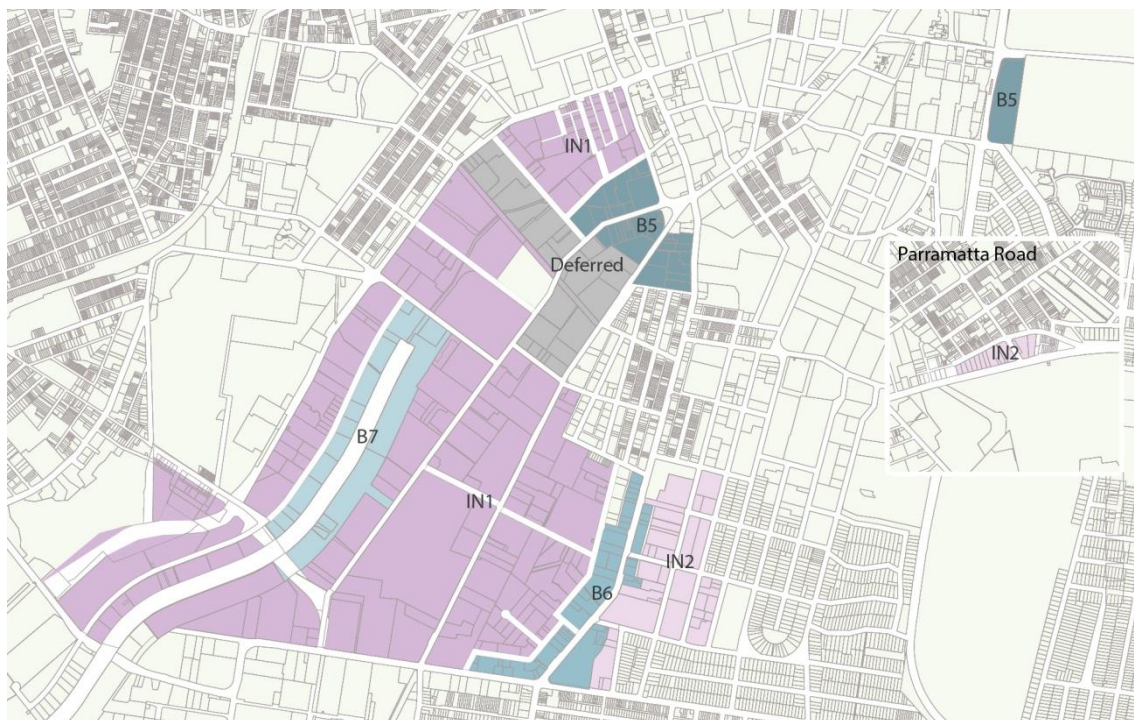 B5
IN1
B5
Deferred
Parramatta Road
IN2
B7
IN1
IN2
B6